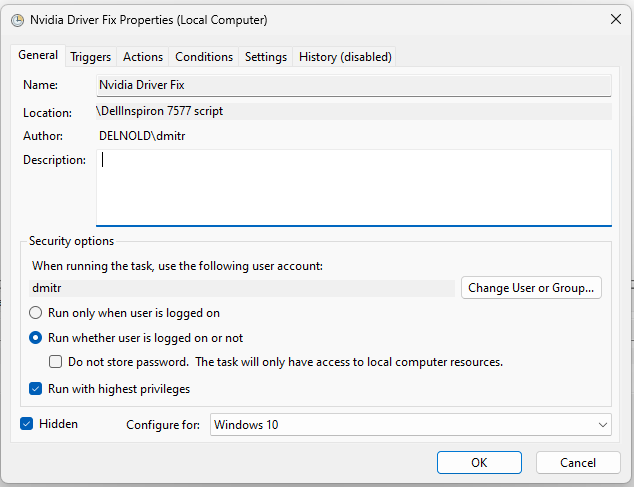 Nvidia Driver Fix Properties (Local Computer)
General Triggers Actions Conditions Settings History (disabled)
Name: Nvidia Driver Fix
Location: \DellInspiron 7577 script
Author: DELNOLD\dmitr
Description:
Security options
When running the task, use the following user account:
dmitr Change User or Group...
Run only when user is logged on
Run whether user is logged on or not
Do not store password. The task will only have access to local computer resources.
Run with highest privileges
Hidden Configure for: Windows 10
OK Cancel